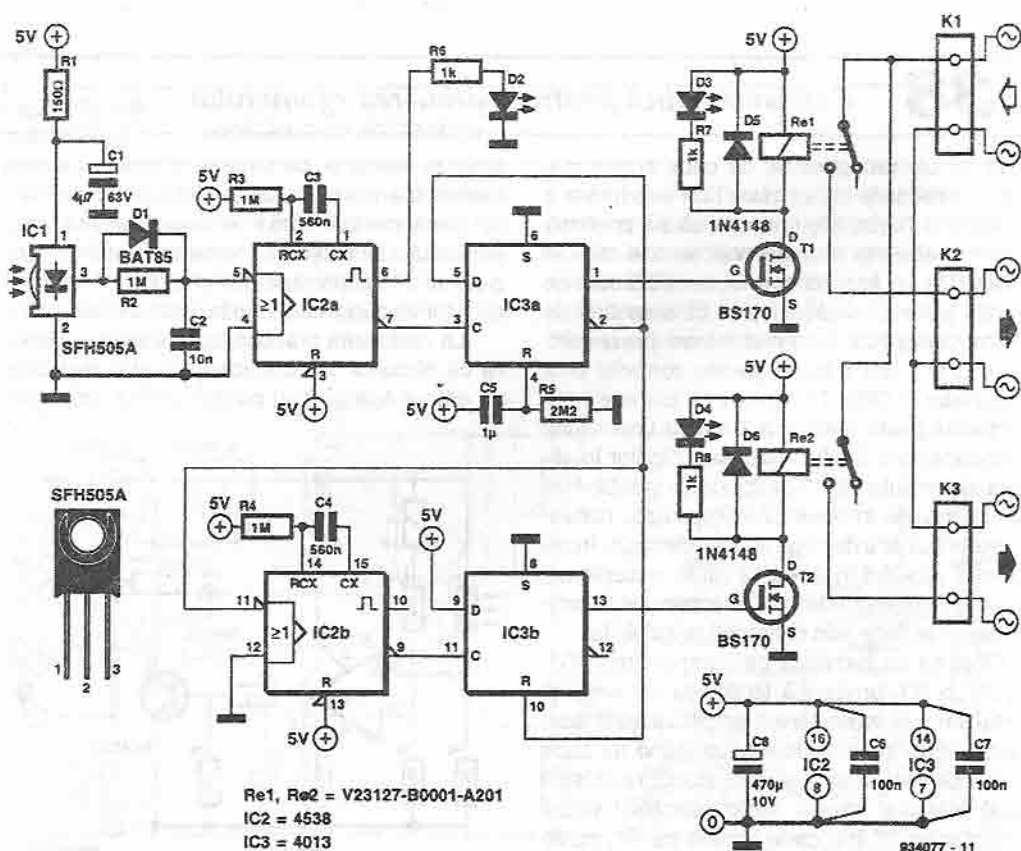 5V
R1
150Ω
C1
4µ7
63V
IC1
1
3
2
D1
BAT85
1M
R2
SFH505A
C2
10n
5V
R3
1M
C3
560n
2
1
RCX
CX
5
≥1
4
IC2a
6
7
R
3
5V
R6
1k
D2
6
S
5
D
3
C
IC3a
1
2
R
4
5V
C5
1µ
R5
2M2
5V
D3
R7
1k
D5
Re1
1N4148
D
T1
G
S
BS170
K1
K2
K3
5V
D4
R8
1k
D6
Re2
1N4148
D
T2
G
S
BS170
SFH505A
1
2
3
5V
R4
1M
C4
560n
14
15
RCX
CX
11
≥1
12
IC2b
10
9
R
13
5V
5V
8
S
9
D
11
C
IC3b
13
12
R
10
5V
C8
470µ
10V
16
IC2
8
C6
100n
14
IC3
7
C7
100n
0
Re1, Re2 = V23127-B0001-A201
IC2 = 4538
IC3 = 4013
934077 - 11